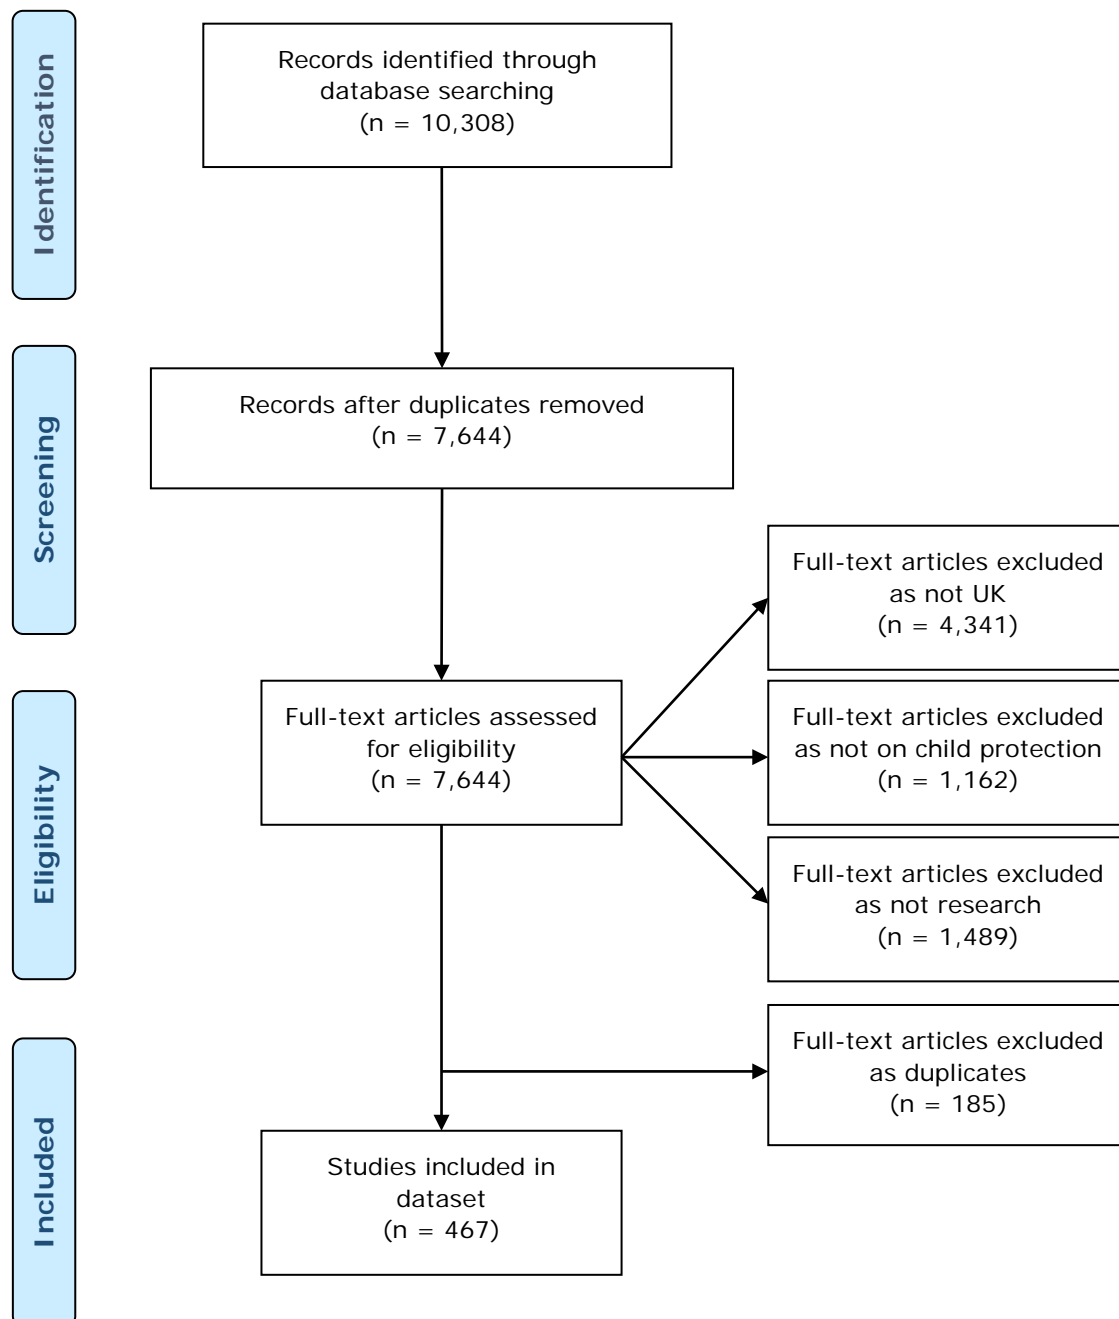 Identification
Records identified through
database searching
(n = 10,308)
Screening
Records after duplicates removed
(n = 7,644)
Full-text articles excluded
as not UK
(n = 4,341)
Eligibility
Full-text articles assessed
for eligibility
(n = 7,644)
Full-text articles excluded
as not on child protection
(n = 1,162)
Full-text articles excluded
as not research
(n = 1,489)
Included
Full-text articles excluded
as duplicates
(n = 185)
Studies included in
dataset
(n = 467)